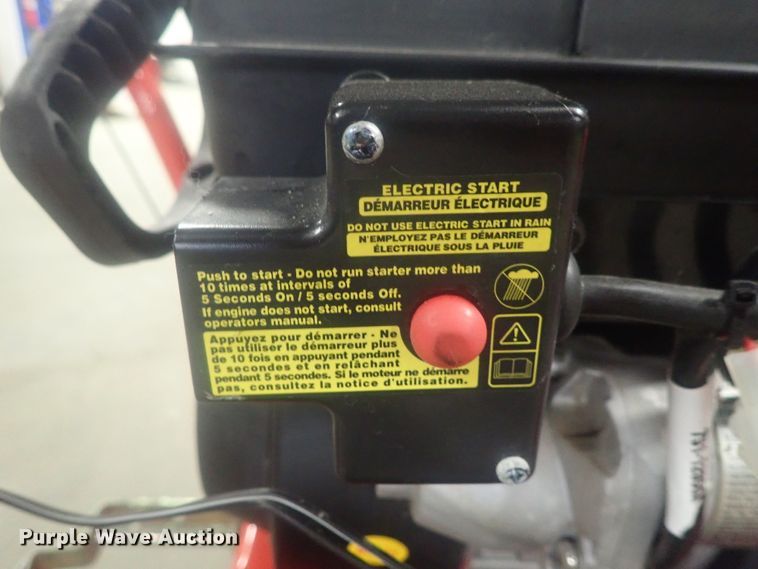 ELECTRIC START
DÉMARREUR ÉLECTRIQUE
DO NOT USE ELECTRIC START IN RAIN
N'EMPLOYEZ PAS LE DÉMARREUR
ÉLECTRIQUE SOUS LA PLUIE
Push to start - Do not run starter more than
10 times at intervals of
5 Seconds On / 5 seconds Off.
If engine does not start, consult
operators manual.
Appuyez pour démarrer - Ne
pas utiliser le démarreur plus
de 10 fois en appuyant pendant
5 secondes et en relâchant
pendant 5 secondes. Si le moteur ne démarre
pas, consultez la notice d'utilisation.
Purple Wave Auction